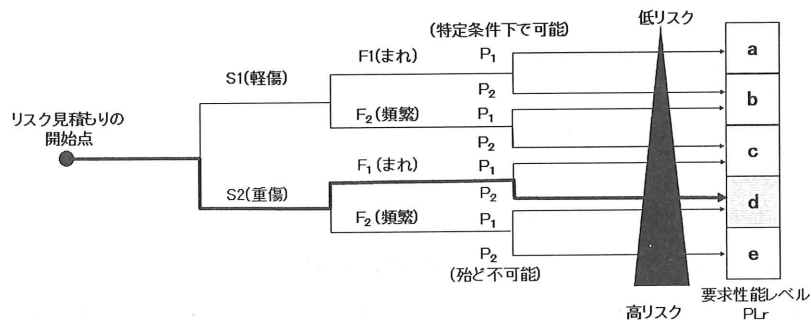 (特定条件下で可能)
低リスク
F1(まれ)
P₁
a
S1(軽傷)
P₂
b
リスク見積もりの
開始点
F₂(頻繁)
P₁
P₂
c
F₁(まれ)
P₁
S2(重傷)
P₂
d
F₂(頻繁)
P₁
P₂
e
(殆ど不可能)
高リスク
要求性能レベル
PLr